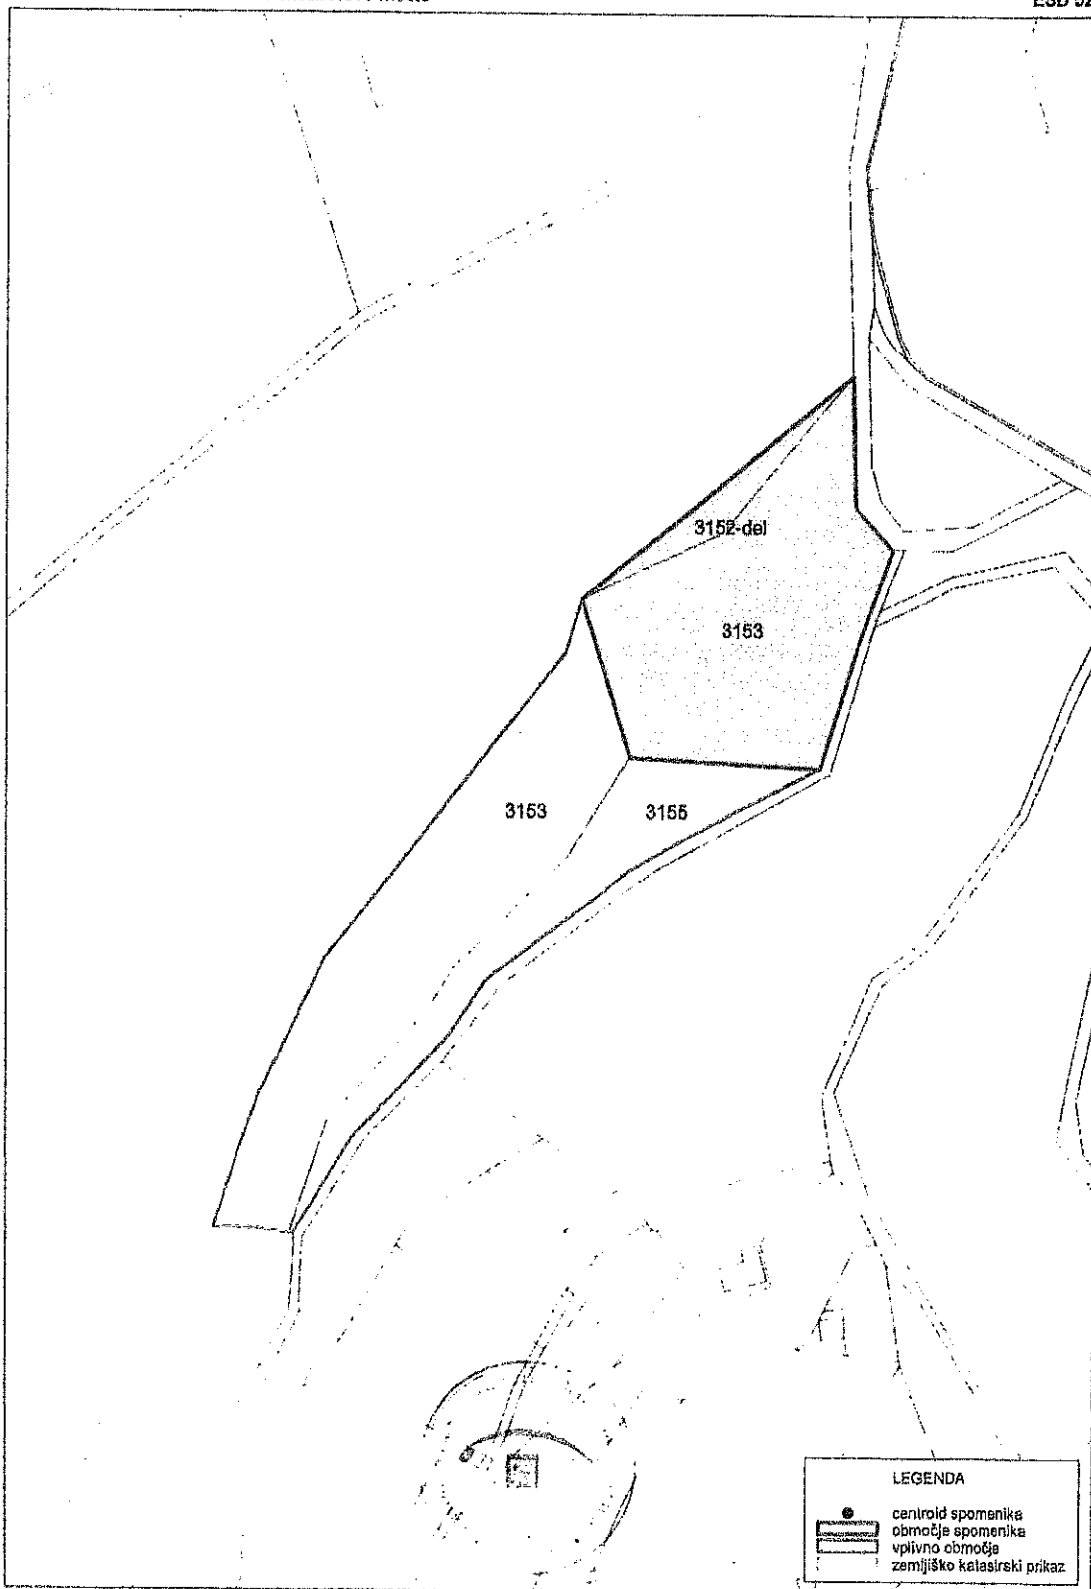 3152-del
3153
3153
3155
LEGENDA
centroid spomenika
območje spomenika
vplivno območje
zemljiško katastrski prikaz